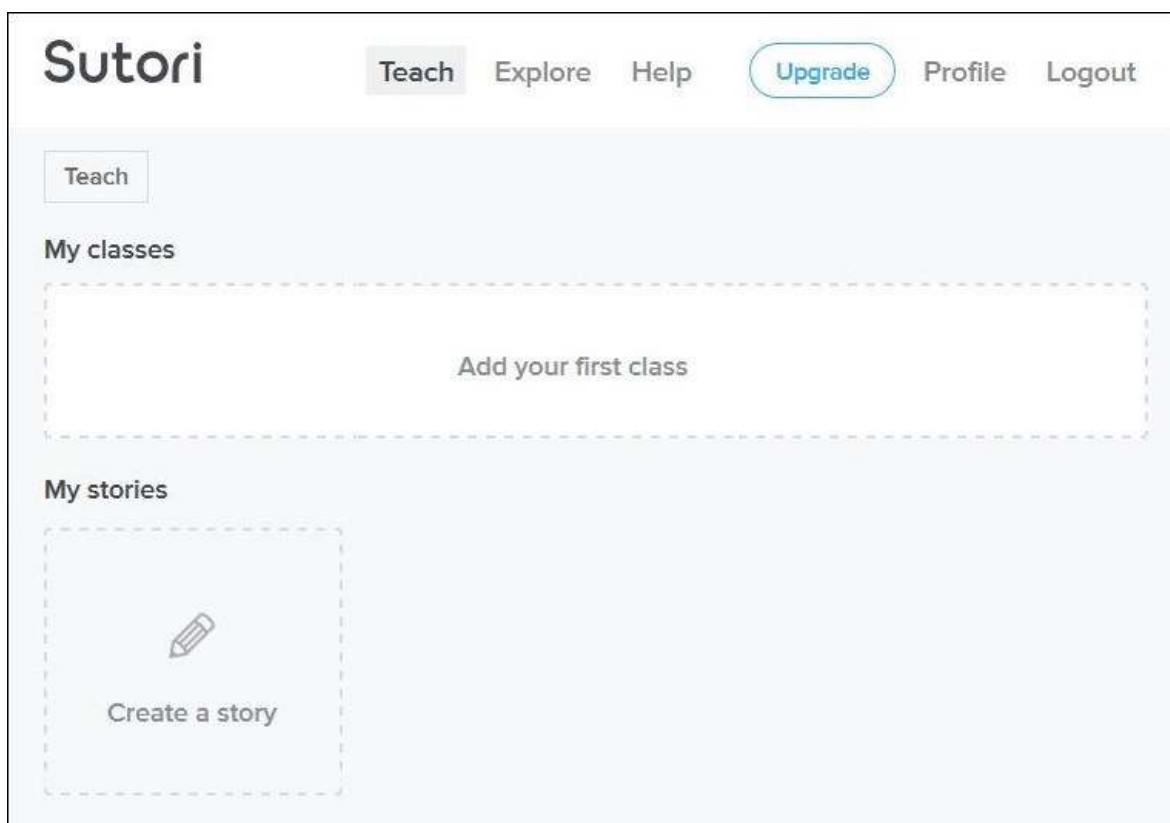 Sutori Teach Explore Help Upgrade Profile Logout
Teach
My classes
Add your first class
My stories
Create a story